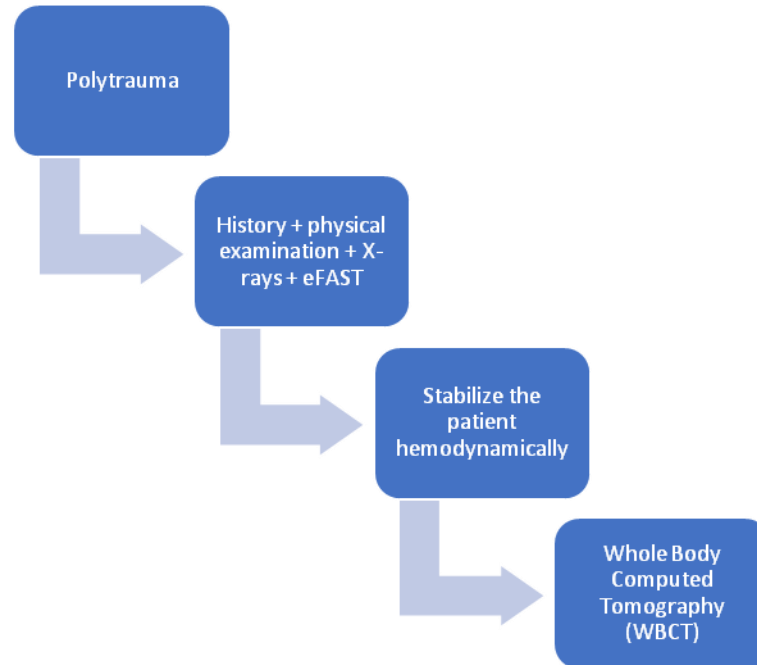 Polytrauma
History + physical
examination + X-
rays + eFAST
Stabilize the
patient
hemodynamically
Whole Body
Computed
Tomography
(WBCT)